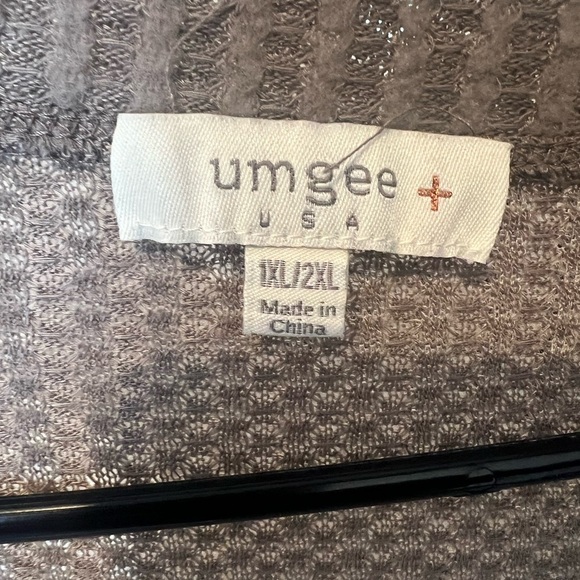 umgee +
USA
1XL/2XL
Made in
China